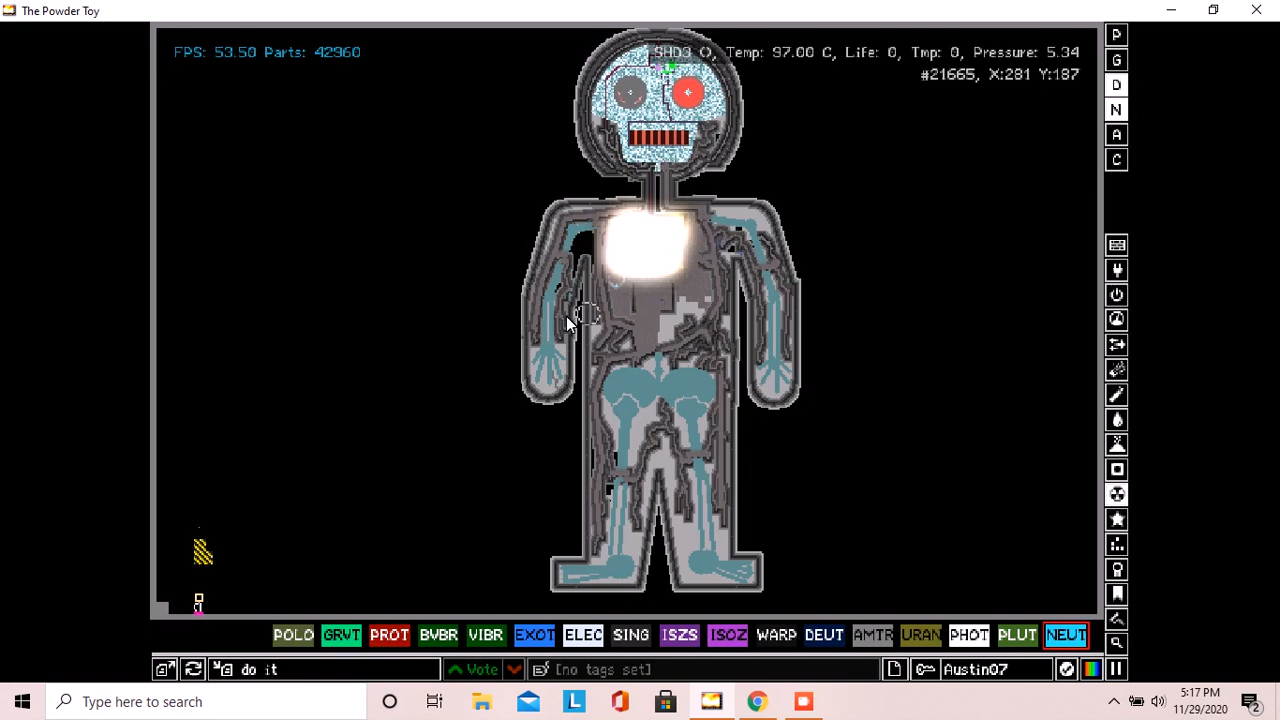 The Powder Toy
FPS: 53.50 Parts: 42960
SHD3 (), Temp: 37.00 C, Life: 0, Tmp: 0, Pressure: 5.34
#21665, X:281 Y:187
P
G
D
N
A
C
POLO GRVT PROT BVBR VIBR EXOT ELEC SING ISZS ISOZ WARP DEUT AMTR URAN PHOT PLUT NEUT
do it Vote [no tags set] Austin07
Type here to search
L
5:17 PM
11/29/2020
2